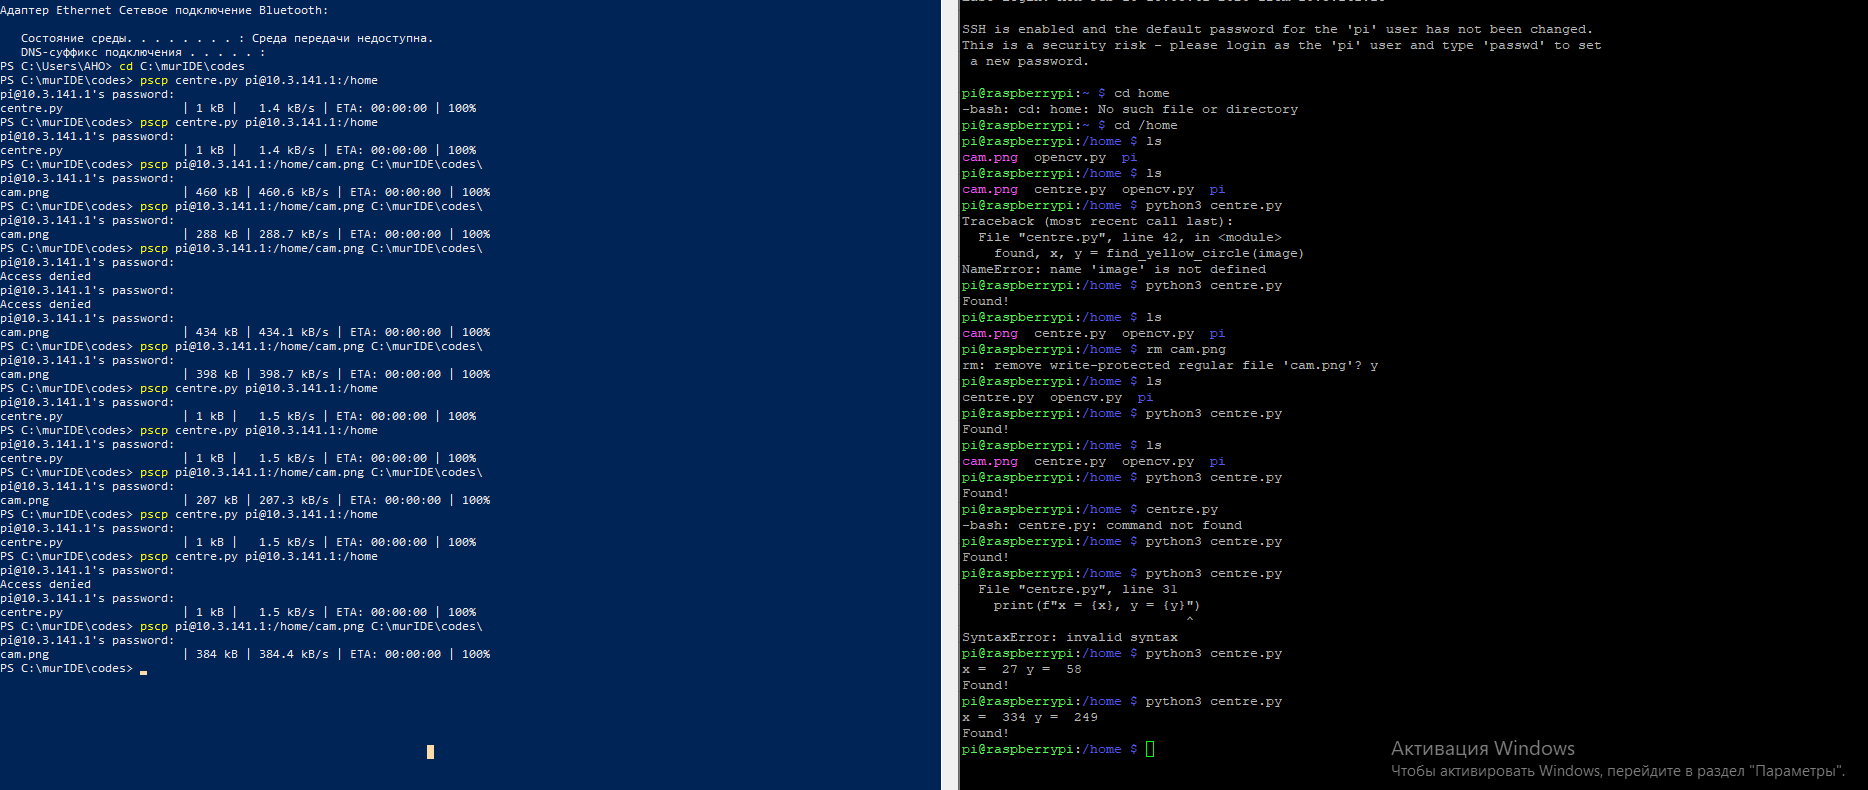 Адаптер Ethernet Сетевое подключение Bluetooth:
   Состояние среды. . . . . . . . : Среда передачи недоступна.
   DNS-суффикс подключения . . . . . :
PS C:\Users\AHO> cd C:\murIDE\codes
PS C:\murIDE\codes> pscp centre.py pi@10.3.141.1:/home
pi@10.3.141.1's password:
centre.py                 | 1 kB |   1.4 kB/s | ETA: 00:00:00 | 100%
PS C:\murIDE\codes> pscp centre.py pi@10.3.141.1:/home
pi@10.3.141.1's password:
centre.py                 | 1 kB |   1.4 kB/s | ETA: 00:00:00 | 100%
PS C:\murIDE\codes> pscp pi@10.3.141.1:/home/cam.png C:\murIDE\codes\
pi@10.3.141.1's password:
cam.png                   | 460 kB | 460.6 kB/s | ETA: 00:00:00 | 100%
PS C:\murIDE\codes> pscp pi@10.3.141.1:/home/cam.png C:\murIDE\codes\
pi@10.3.141.1's password:
cam.png                   | 288 kB | 288.7 kB/s | ETA: 00:00:00 | 100%
PS C:\murIDE\codes> pscp pi@10.3.141.1:/home/cam.png C:\murIDE\codes\
pi@10.3.141.1's password:
Access denied
pi@10.3.141.1's password:
Access denied
pi@10.3.141.1's password:
cam.png                   | 434 kB | 434.1 kB/s | ETA: 00:00:00 | 100%
PS C:\murIDE\codes> pscp pi@10.3.141.1:/home/cam.png C:\murIDE\codes\
pi@10.3.141.1's password:
cam.png                   | 398 kB | 398.7 kB/s | ETA: 00:00:00 | 100%
PS C:\murIDE\codes> pscp centre.py pi@10.3.141.1:/home
pi@10.3.141.1's password:
centre.py                 | 1 kB |   1.5 kB/s | ETA: 00:00:00 | 100%
PS C:\murIDE\codes> pscp centre.py pi@10.3.141.1:/home
pi@10.3.141.1's password:
centre.py                 | 1 kB |   1.5 kB/s | ETA: 00:00:00 | 100%
PS C:\murIDE\codes> pscp pi@10.3.141.1:/home/cam.png C:\murIDE\codes\
pi@10.3.141.1's password:
cam.png                   | 207 kB | 207.3 kB/s | ETA: 00:00:00 | 100%
PS C:\murIDE\codes> pscp centre.py pi@10.3.141.1:/home
pi@10.3.141.1's password:
centre.py                 | 1 kB |   1.5 kB/s | ETA: 00:00:00 | 100%
PS C:\murIDE\codes> pscp centre.py pi@10.3.141.1:/home
pi@10.3.141.1's password:
Access denied
pi@10.3.141.1's password:
centre.py                 | 1 kB |   1.5 kB/s | ETA: 00:00:00 | 100%
PS C:\murIDE\codes> pscp pi@10.3.141.1:/home/cam.png C:\murIDE\codes\
pi@10.3.141.1's password:
cam.png                   | 384 kB | 384.4 kB/s | ETA: 00:00:00 | 100%
PS C:\murIDE\codes>
SSH is enabled and the default password for the 'pi' user has not been changed.
This is a security risk - please login as the 'pi' user and type 'passwd' to set
 a new password.
pi@raspberrypi:~ $ cd home
-bash: cd: home: No such file or directory
pi@raspberrypi:~ $ cd /home
pi@raspberrypi:/home $ ls
cam.png  opencv.py  pi
pi@raspberrypi:/home $ ls
cam.png  centre.py  opencv.py  pi
pi@raspberrypi:/home $ python3 centre.py
Traceback (most recent call last):
  File "centre.py", line 42, in <module>
    found, x, y = find_yellow_circle(image)
NameError: name 'image' is not defined
pi@raspberrypi:/home $ python3 centre.py
Found!
pi@raspberrypi:/home $ ls
cam.png  centre.py  opencv.py  pi
pi@raspberrypi:/home $ rm cam.png
rm: remove write-protected regular file 'cam.png'? y
pi@raspberrypi:/home $ ls
centre.py  opencv.py  pi
pi@raspberrypi:/home $ python3 centre.py
Found!
pi@raspberrypi:/home $ ls
cam.png  centre.py  opencv.py  pi
pi@raspberrypi:/home $ python3 centre.py
Found!
pi@raspberrypi:/home $ centre.py
-bash: centre.py: command not found
pi@raspberrypi:/home $ python3 centre.py
Found!
pi@raspberrypi:/home $ python3 centre.py
  File "centre.py", line 31
    print(f"x = {x}, y = {y}")
                            ^
SyntaxError: invalid syntax
pi@raspberrypi:/home $ python3 centre.py
x =  27 y =  58
Found!
pi@raspberrypi:/home $ python3 centre.py
x =  334 y =  249
Found!
pi@raspberrypi:/home $
Активация Windows
Чтобы активировать Windows, перейдите в раздел "Параметры".